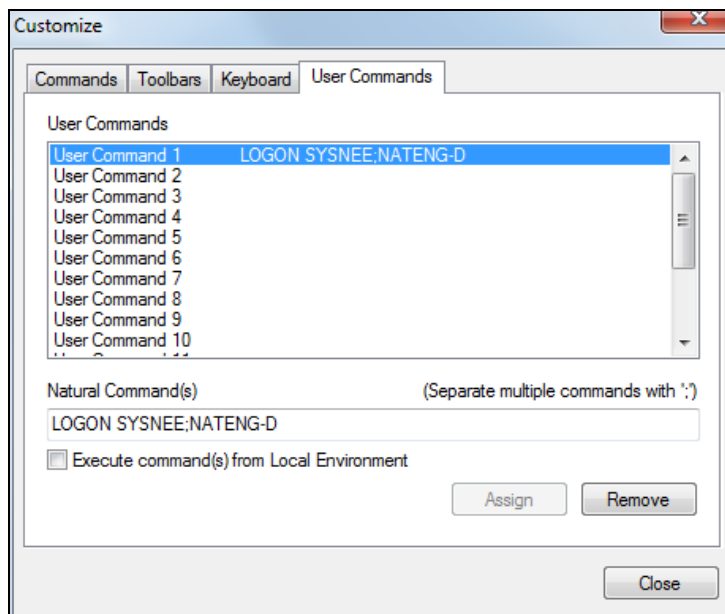 Customize
Commands Toolbars Keyboard User Commands
User Commands
User Command 1 LOGON SYSNEE;NATENG-D
User Command 2
User Command 3
User Command 4
User Command 5
User Command 6
User Command 7
User Command 8
User Command 9
User Command 10
Natural Command(s) (Separate multiple commands with ';')
LOGON SYSNEE;NATENG-D
Execute command(s) from Local Environment
Assign Remove
Close